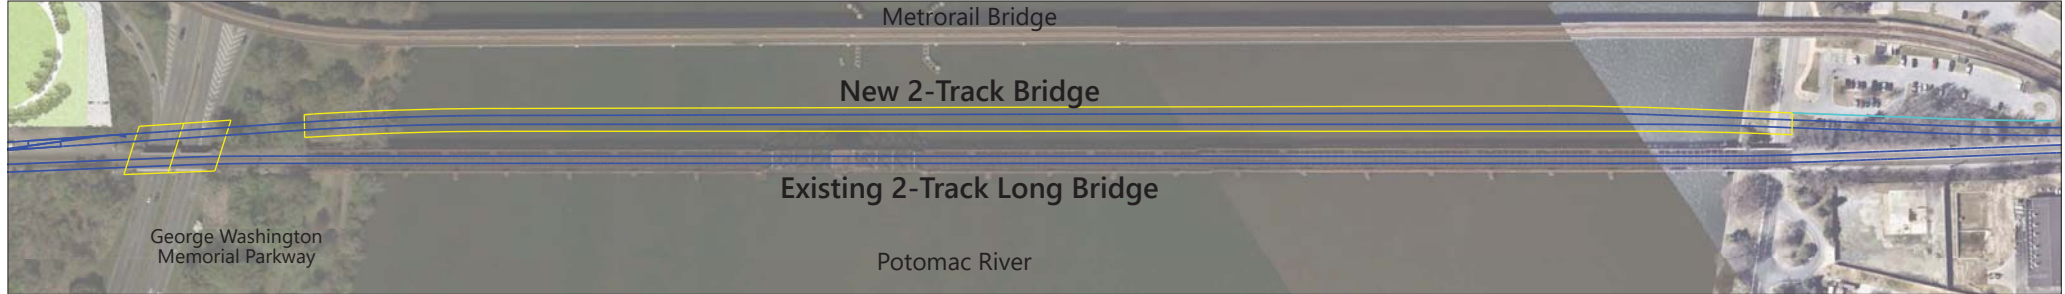 Metrorail Bridge
New 2-Track Bridge
Existing 2-Track Long Bridge
George Washington
Memorial Parkway
Potomac River